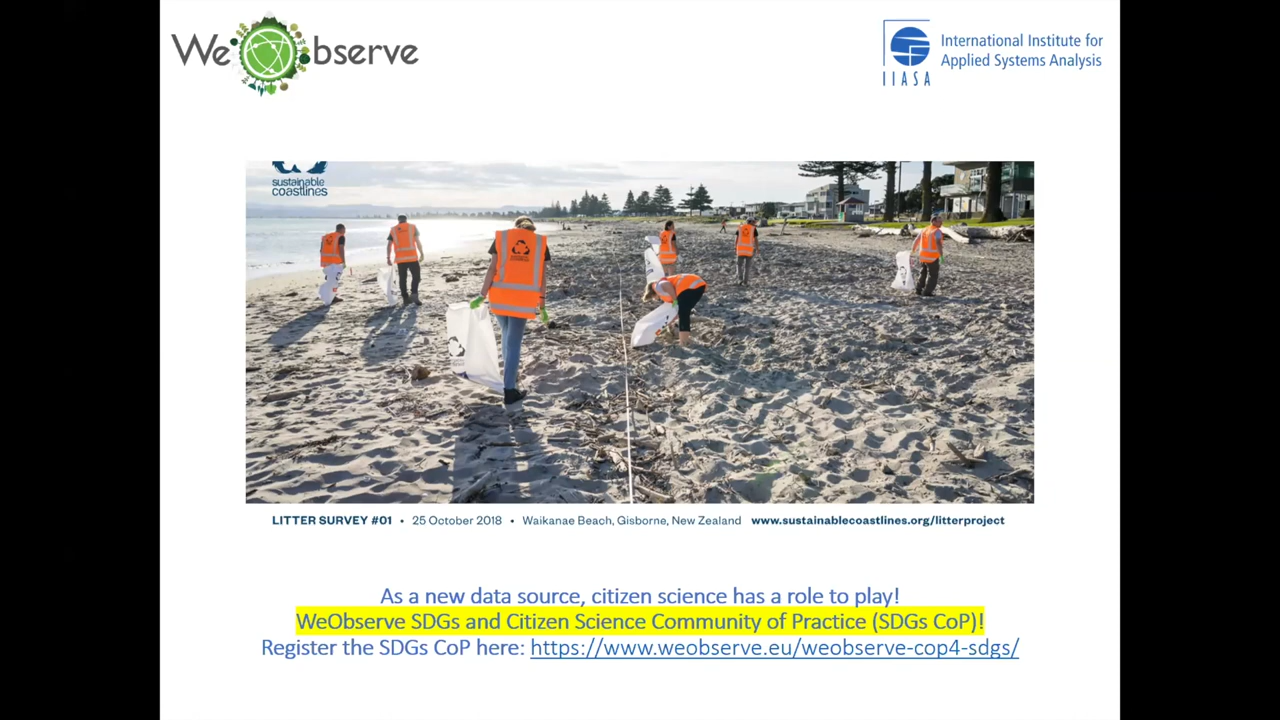 WeObserve
International Institute for
Applied Systems Analysis
IIASA
sustainable
coastlines
LITTER SURVEY #01 • 25 October 2018 • Waikanae Beach, Gisborne, New Zealand www.sustainablecoastlines.org/litterproject
As a new data source, citizen science has a role to play!
WeObserve SDGs and Citizen Science Community of Practice (SDGs CoP)!
Register the SDGs CoP here: https://www.weobserve.eu/weobserve-cop4-sdgs/